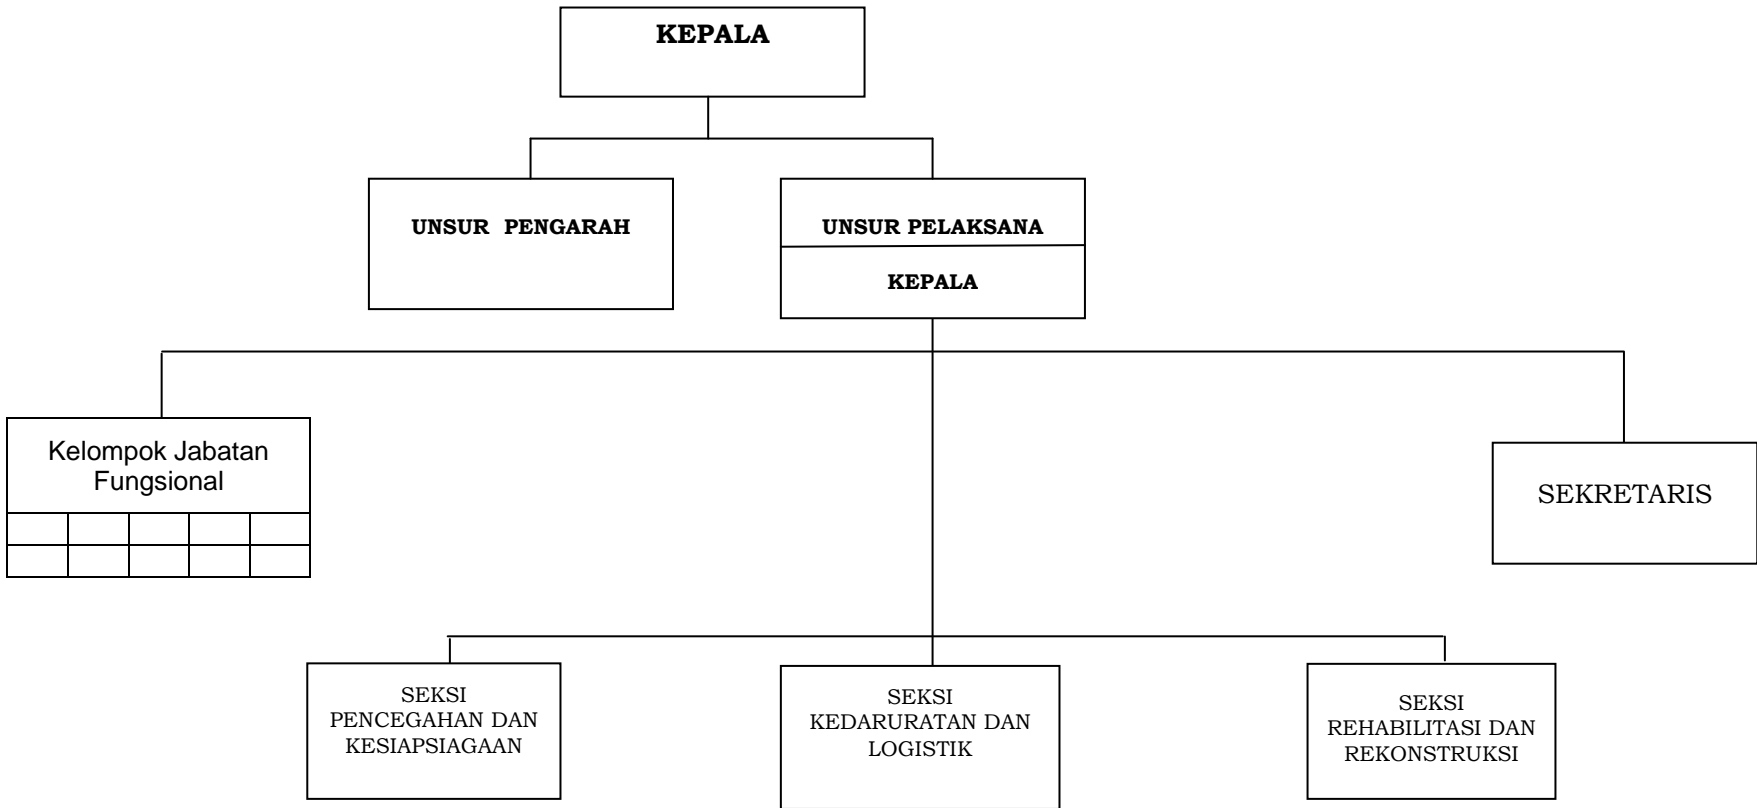 KEPALA
UNSUR PENGARAH
UNSUR PELAKSANA
KEPALA
Kelompok Jabatan
Fungsional
SEKRETARIS
SEKSI
PENCEGAHAN DAN
KESIAPSIAGAAN
SEKSI
KEDARURATAN DAN
LOGISTIK
SEKSI
REHABILITASI DAN
REKONSTRUKSI